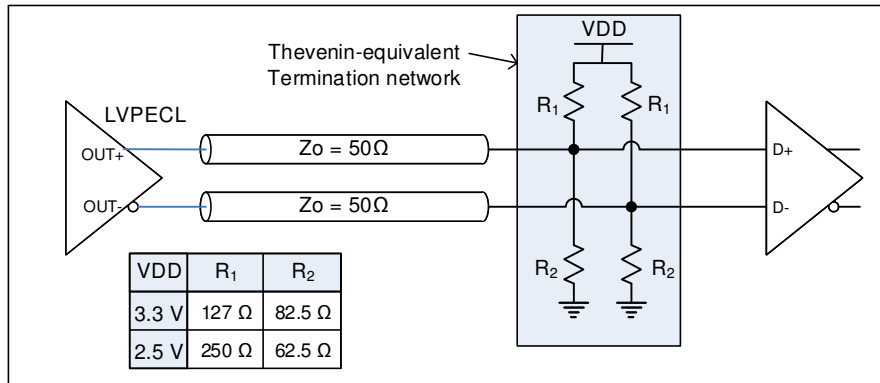 VDD
Thevenin-equivalent
Termination network
R1 R1
LVPECL
OUT+ Zo = 50Ω D+
OUT- Zo = 50Ω D-
R2 R2
VDD R1 R2
3.3 V 127 Ω 82.5 Ω
2.5 V 250 Ω 62.5 Ω